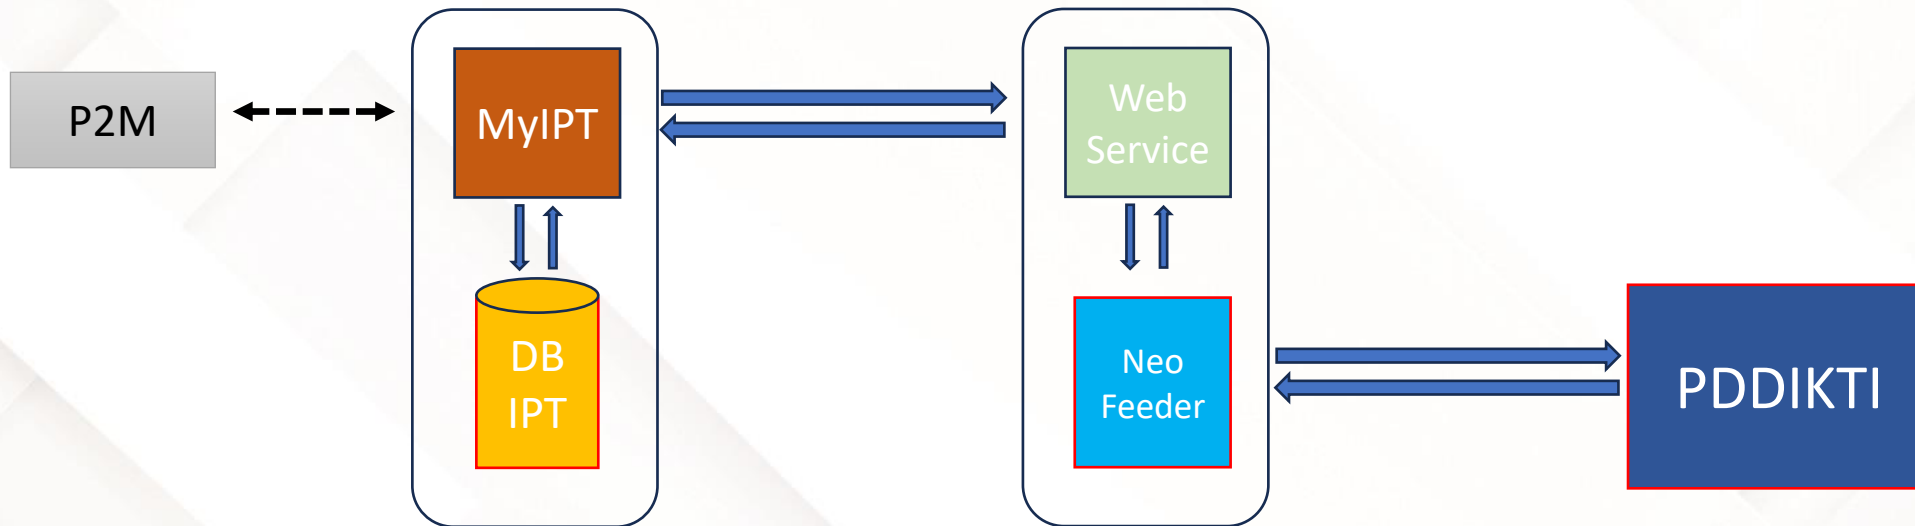 P2M
MyIPT
Web
Service
DB
IPT
Neo
Feeder
PDDIKTI